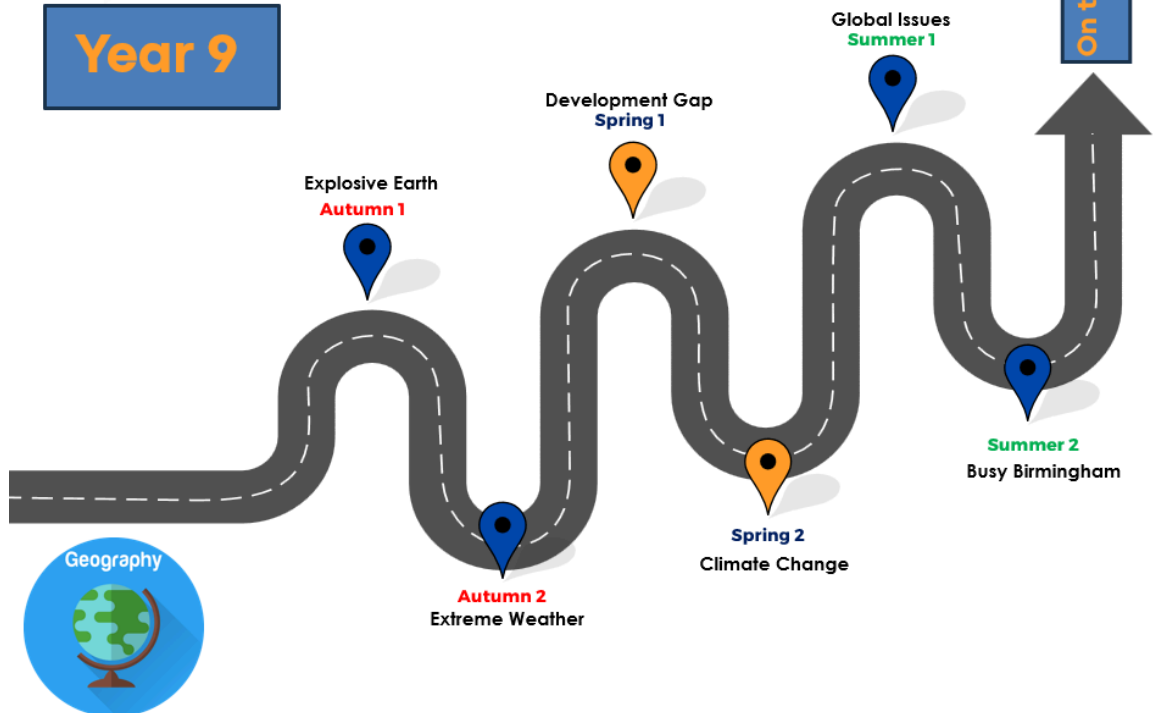 Year 9
On t
Global Issues
Summer 1
Development Gap
Spring 1
Explosive Earth
Autumn 1
Summer 2
Busy Birmingham
Spring 2
Climate Change
Autumn 2
Extreme Weather
Geography